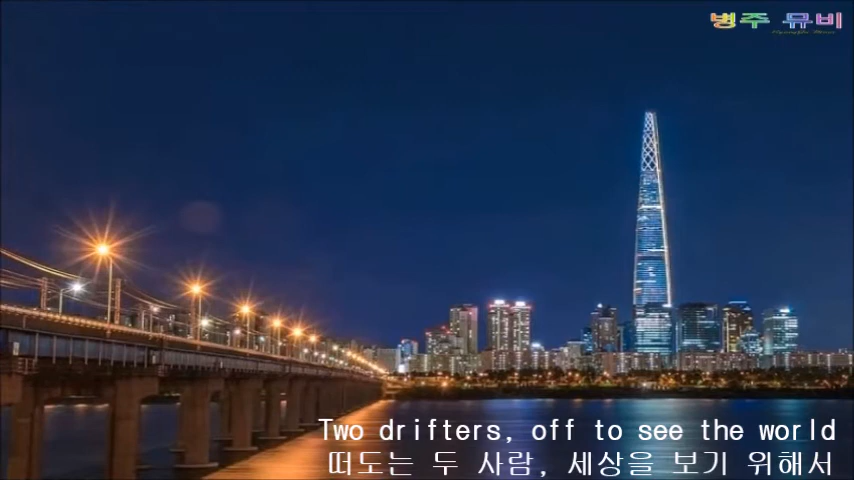 병주 뮤비
Two drifters, off to see the world
떠도는 두 사람, 세상을 보기 위해서